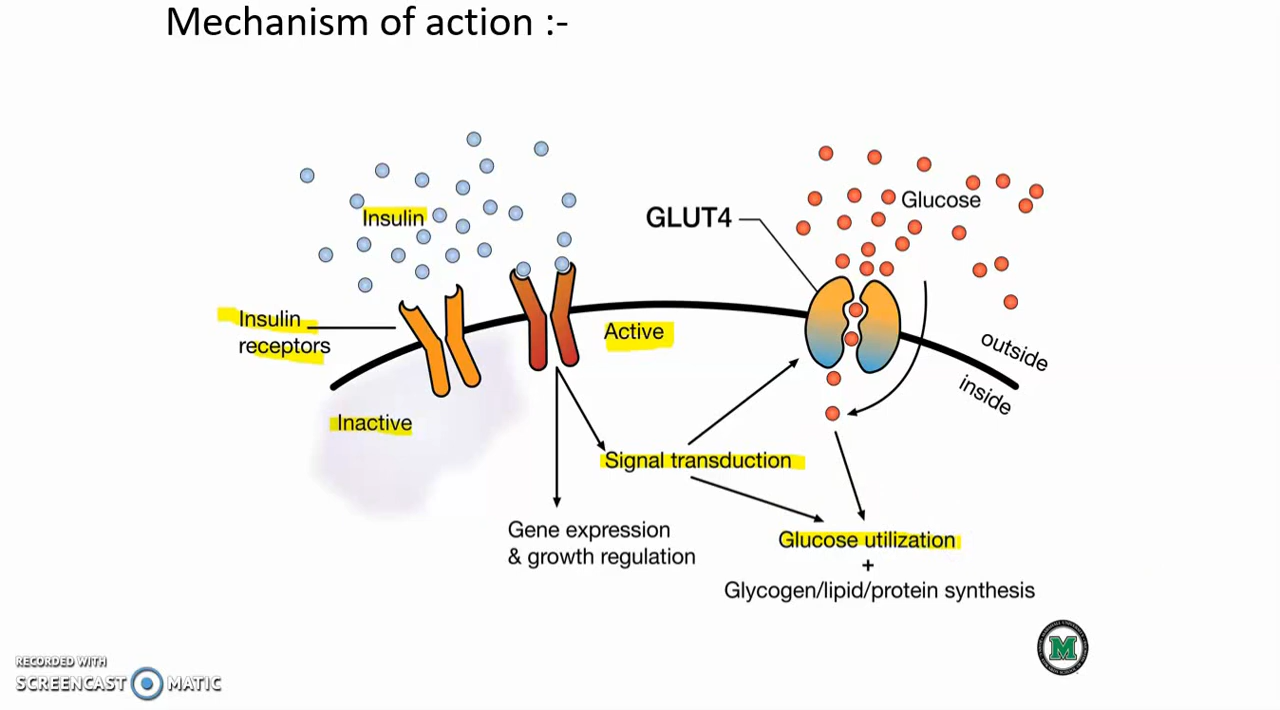 Mechanism of action :-
Insulin
Glucose
GLUT4
Insulin
receptors
Active
outside
inside
Inactive
Signal transduction
Gene expression
& growth regulation
Glucose utilization
+
Glycogen/lipid/protein synthesis
M
RECORDED WITH
SCREENCAST MATIC